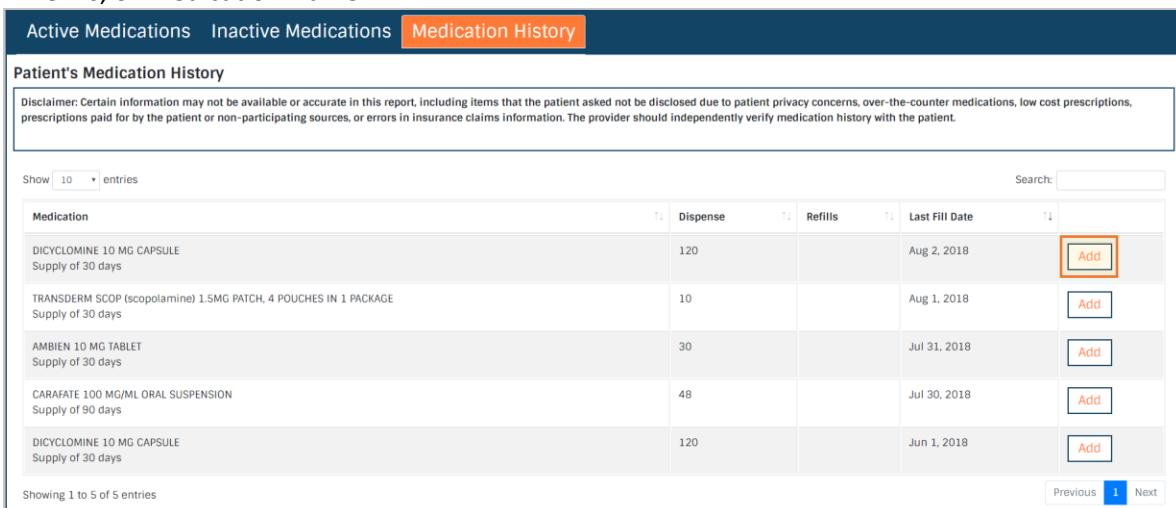 Active Medications Inactive Medications Medication History
Patient's Medication History
Disclaimer: Certain information may not be available or accurate in this report, including items that the patient asked not be disclosed due to patient privacy concerns, over-the-counter medications, low cost prescriptions,
prescriptions paid for by the patient or non-participating sources, or errors in insurance claims information. The provider should independently verify medication history with the patient.
Show 10 entries Search:
Medication Dispense Refills Last Fill Date
DICYCLOMINE 10 MG CAPSULE 120 Aug 2, 2018 Add
Supply of 30 days
TRANSDERM SCOP (scopolamine) 1.5MG PATCH, 4 POUCHES IN 1 PACKAGE 10 Aug 1, 2018 Add
Supply of 30 days
AMBIEN 10 MG TABLET 30 Jul 31, 2018 Add
Supply of 30 days
CARAFATE 100 MG/ML ORAL SUSPENSION 48 Jul 30, 2018 Add
Supply of 90 days
DICYCLOMINE 10 MG CAPSULE 120 Jun 1, 2018 Add
Supply of 30 days
Showing 1 to 5 of 5 entries Previous 1 Next